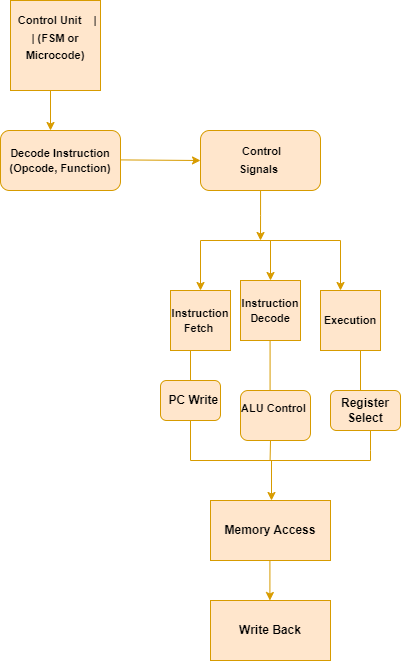 Control Unit |
| (FSM or
Microcode)
Decode Instruction
(Opcode, Function)
Control
Signals
Instruction
Fetch
Instruction
Decode
Execution
PC Write
ALU Control
Register
Select
Memory Access
Write Back